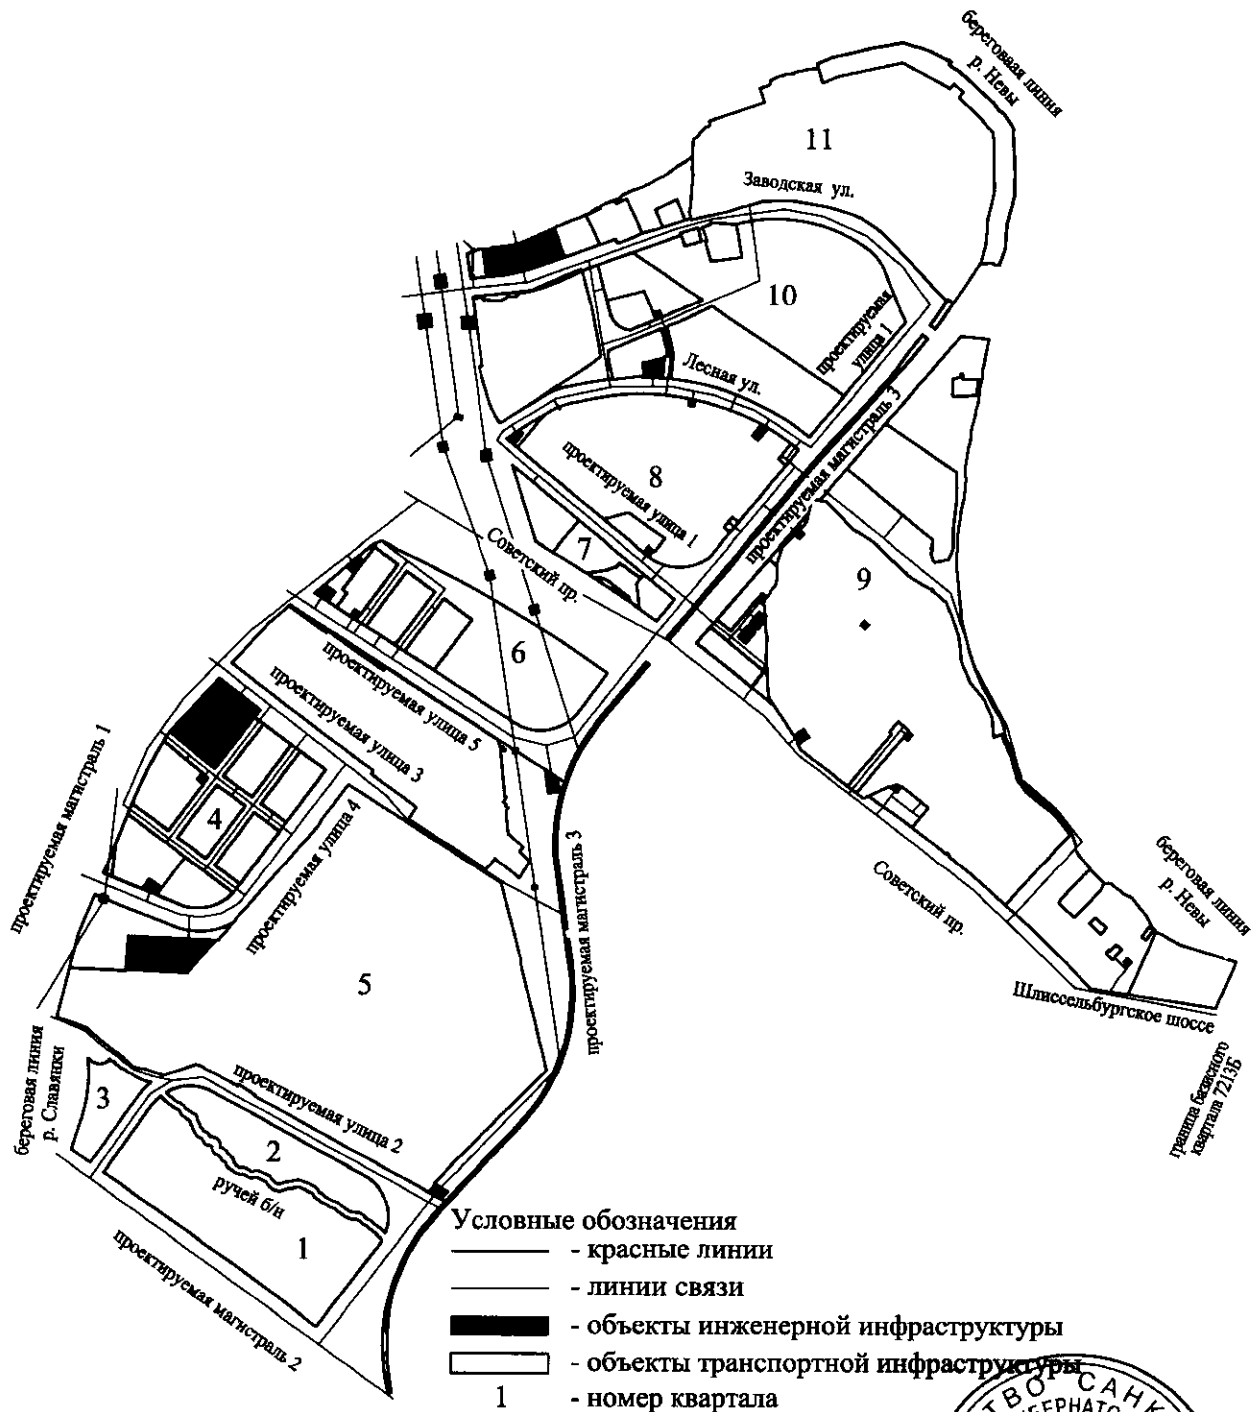 береговая линия
р. Невы
11
Заводская ул.
10
проектируемая
улица 1
Лесная ул.
проектируемая магистраль 3
8
проектируемая улица 1
7
Советский пр.
9
6
проектируемая улица 5
проектируемая улица 3
проектируемая магистраль 1
4
проектируемая улица 4
проектируемая магистраль 3
Советский пр.
береговая линия
р. Невы
5
Шлиссельбургское шоссе
граница базисного
квартала 7213Б
береговая линия
р. Славянки
3
проектируемая улица 2
2
ручей б/н
1
проектируемая магистраль 2
Условные обозначения
- красные линии
- линии связи
- объекты инженерной инфраструктуры
- объекты транспортной инфраструктуры
1 - номер квартала
ТВО САНК
БЕРНАТО